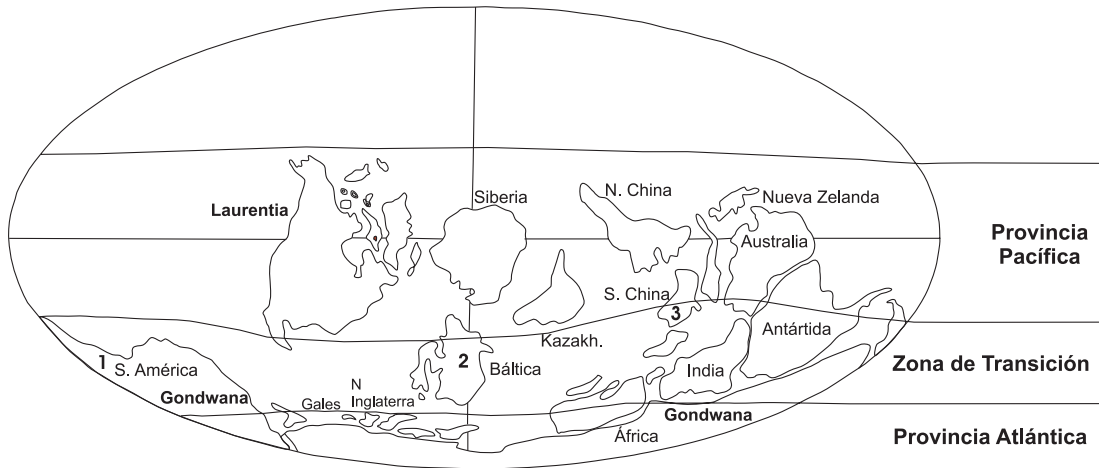 Laurentia
Siberia
N. China
Nueva Zelanda
Australia
Provincia
Pacífica
S. China
3
Kazakh.
Antártida
1
S. América
2
Báltica
India
Zona de Transición
Gondwana
Gales
N
Inglaterra
Gondwana
África
Provincia Atlántica